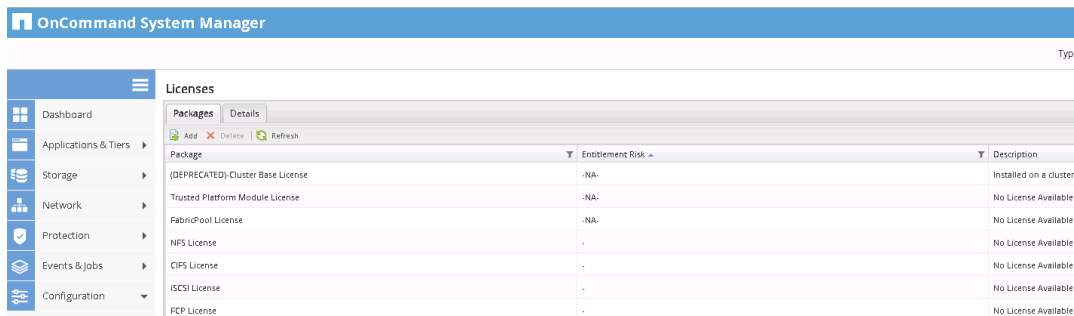 OnCommand System Manager
Typ
Licenses
Dashboard
Applications & Tiers
Storage
Network
Protection
Events & Jobs
Configuration
Packages Details
Add Delete Refresh
Package Entitlement Risk Description
(DEPRECATED)-Cluster Base License -NA- Installed on a cluster
Trusted Platform Module License -NA- No License Available
FabricPool License -NA- No License Available
NFS License - No License Available
CIFS License - No License Available
iSCSI License - No License Available
FCP License - No License Available